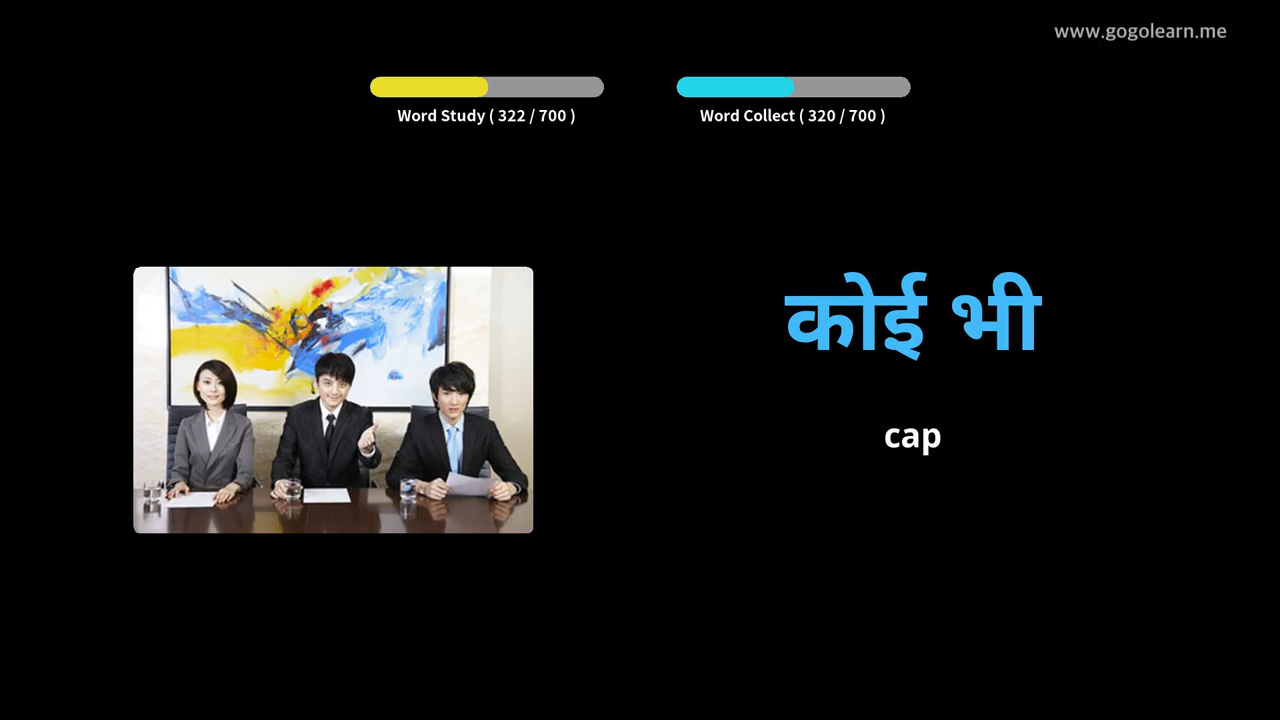 www.gogolearn.me
Word Study ( 322 / 700 )
Word Collect ( 320 / 700 )
कोई भी
cap